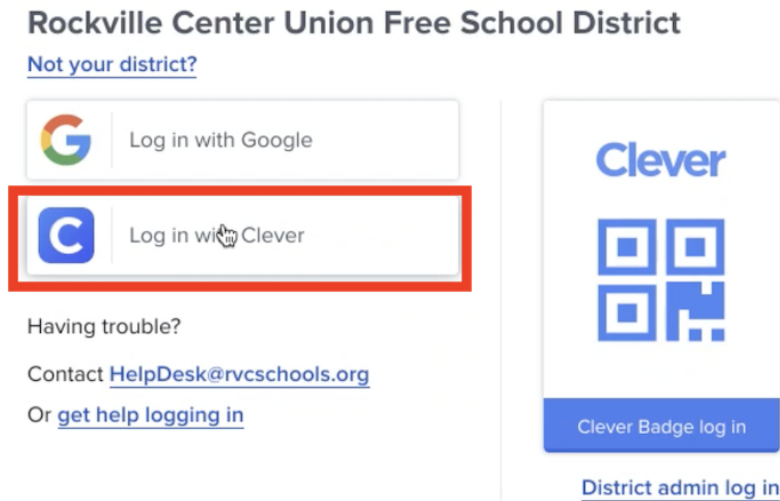 Rockville Center Union Free School District
Not your district?
Log in with Google
Log in with Clever
Having trouble?
Contact HelpDesk@rvcschools.org
Or get help logging in
Clever
Clever Badge log in
District admin log in